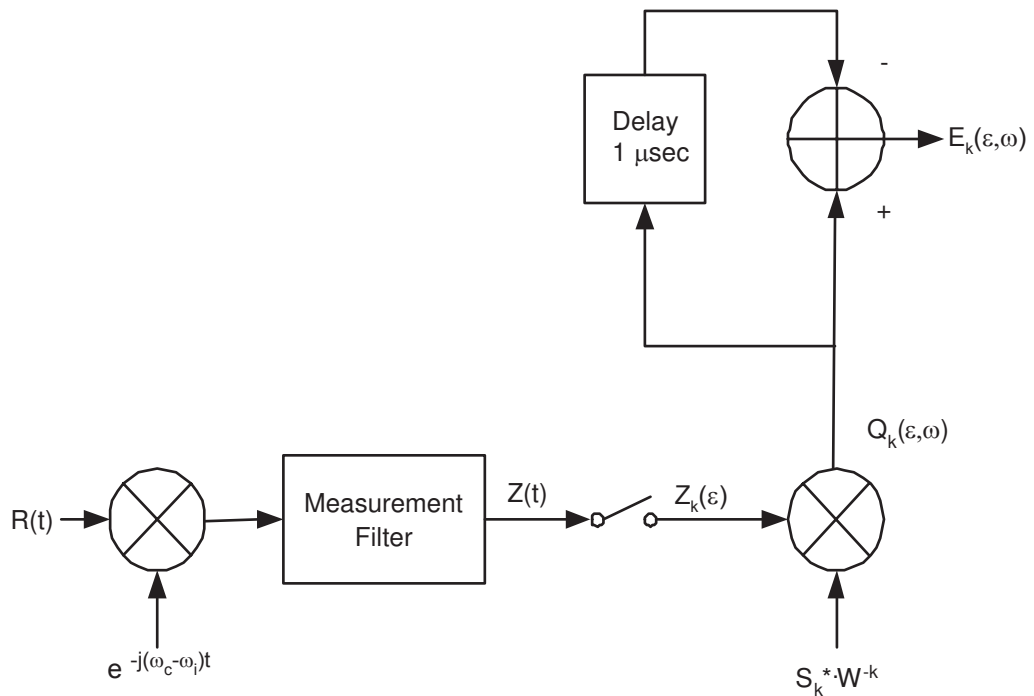 -
Delay
1 μsec
E_k(ε,ω)
+
Q_k(ε,ω)
Measurement
Filter
Z(t)
Z_k(ε)
R(t)
e^{-j(ω_c-ω_i)t}
S_k*·W^{-k}